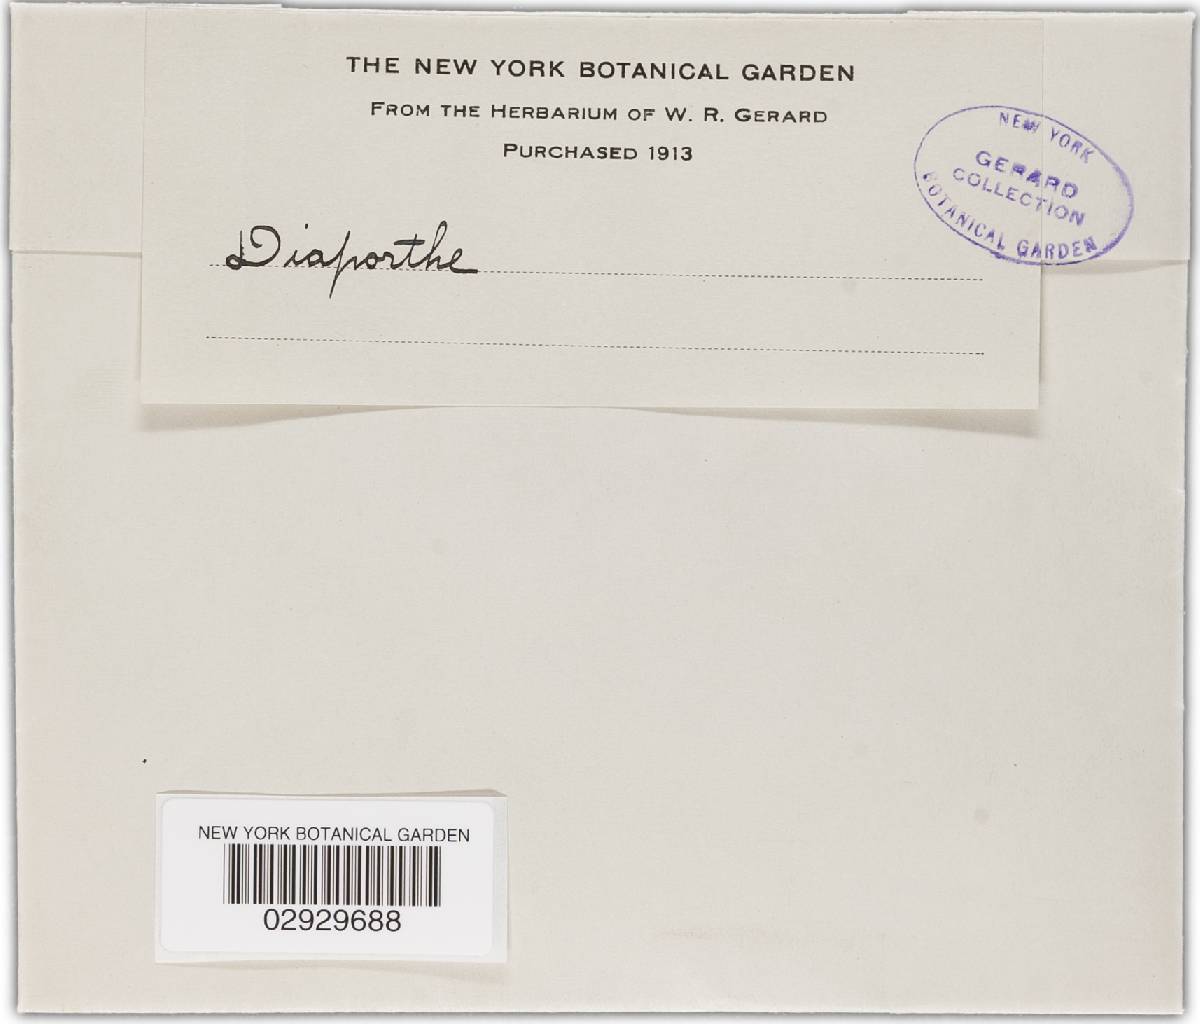 THE NEW YORK BOTANICAL GARDEN
FROM THE HERBARIUM OF W. R. GERARD
PURCHASED 1913
NEW YORK
GERARD
COLLECTION
BOTANICAL GARDEN
Diaporthe
NEW YORK BOTANICAL GARDEN
02929688